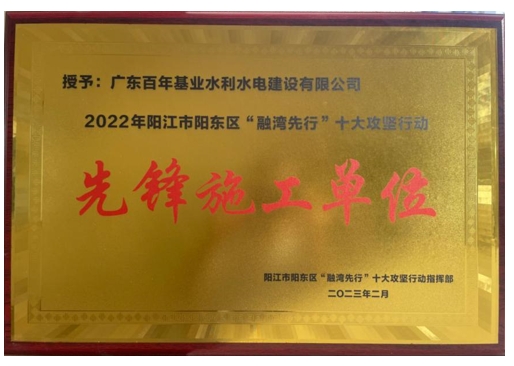 授予：广东百年基业水利水电建设有限公司
2022年阳江市阳东区“融湾先行”十大攻坚行动
先锋施工单位
阳江市阳东区“融湾先行”十大攻坚行动指挥部
二〇二三年二月